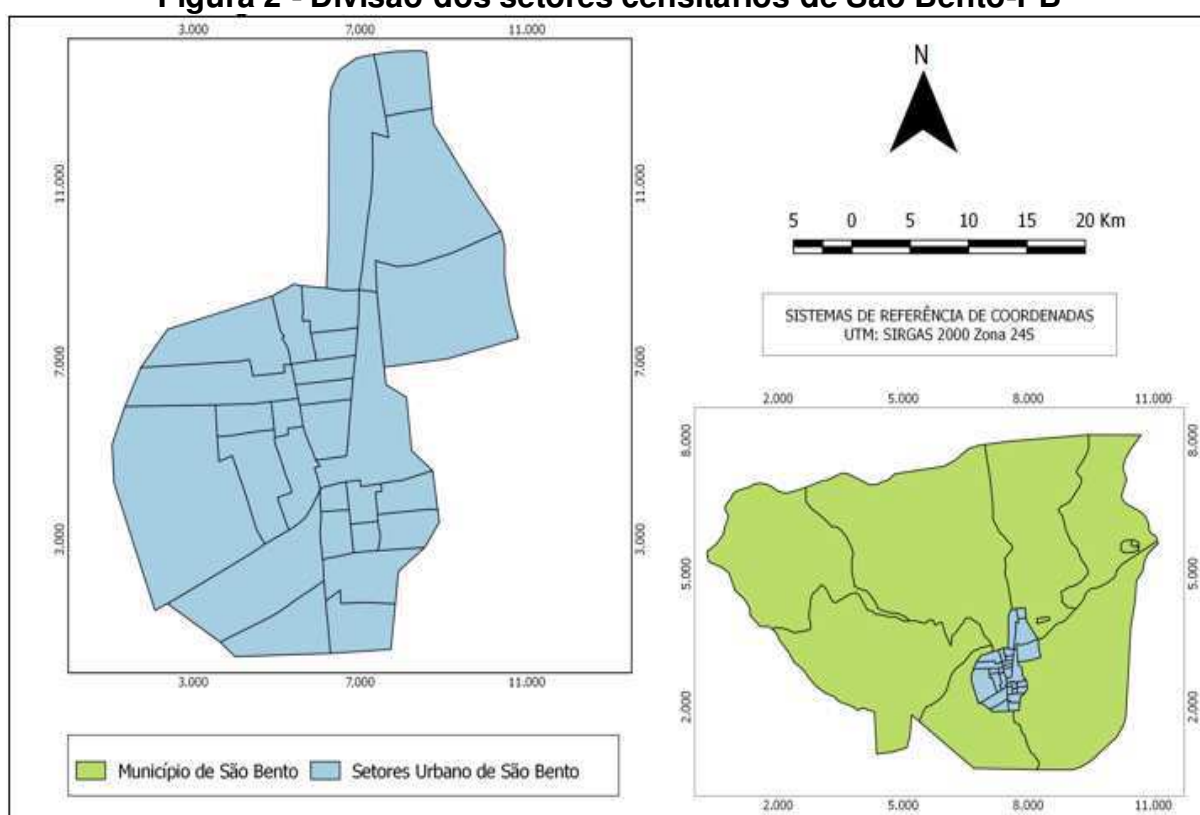 Figura 2 - Divisão dos setores censitários de São Bento-PB
3.000 7.000 11.000
11.000 11.000
7.000 7.000
3.000 3.000
3.000 7.000 11.000
N
5 0 5 10 15 20 Km
SISTEMAS DE REFERÊNCIA DE COORDENADAS
UTM: SIRGAS 2000 Zona 24S
2.000 5.000 8.000 11.000
8.000 8.000
5.000 5.000
2.000 2.000
2.000 5.000 8.000 11.000
Município de São Bento Setores Urbano de São Bento